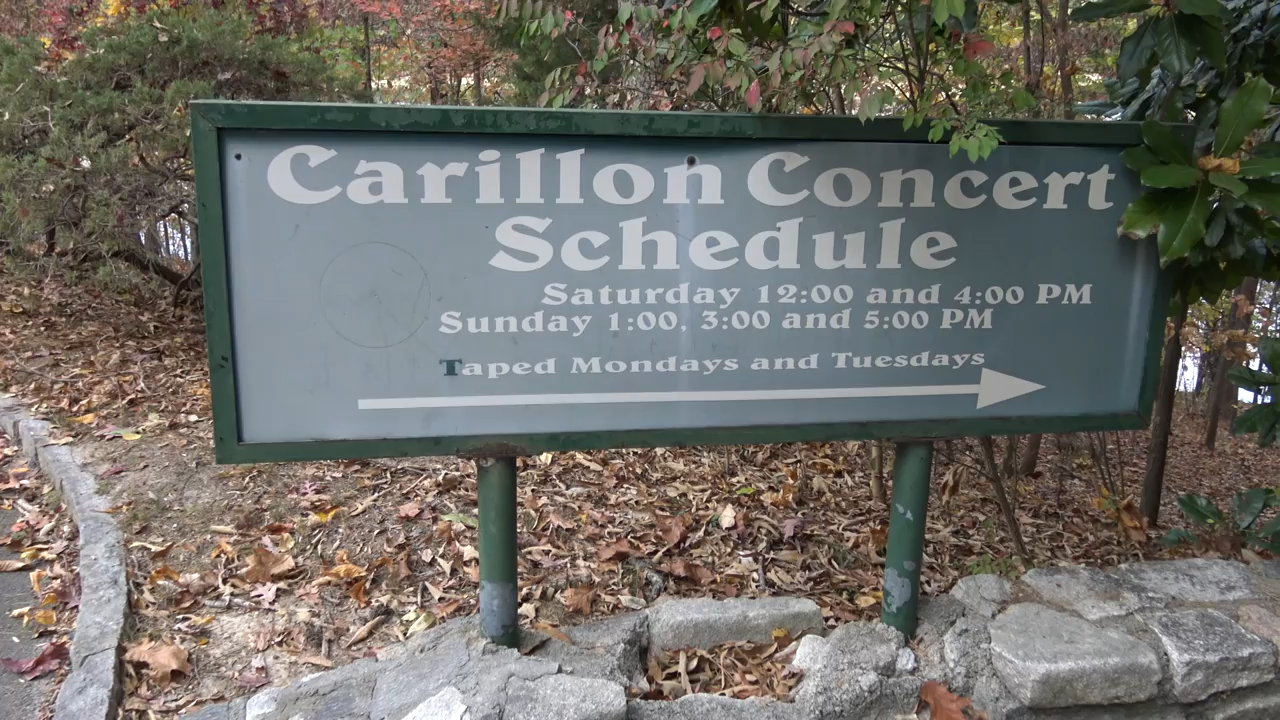 Carillon Concert
Schedule
Saturday 12:00 and 4:00 PM
Sunday 1:00, 3:00 and 5:00 PM
Taped Mondays and Tuesdays